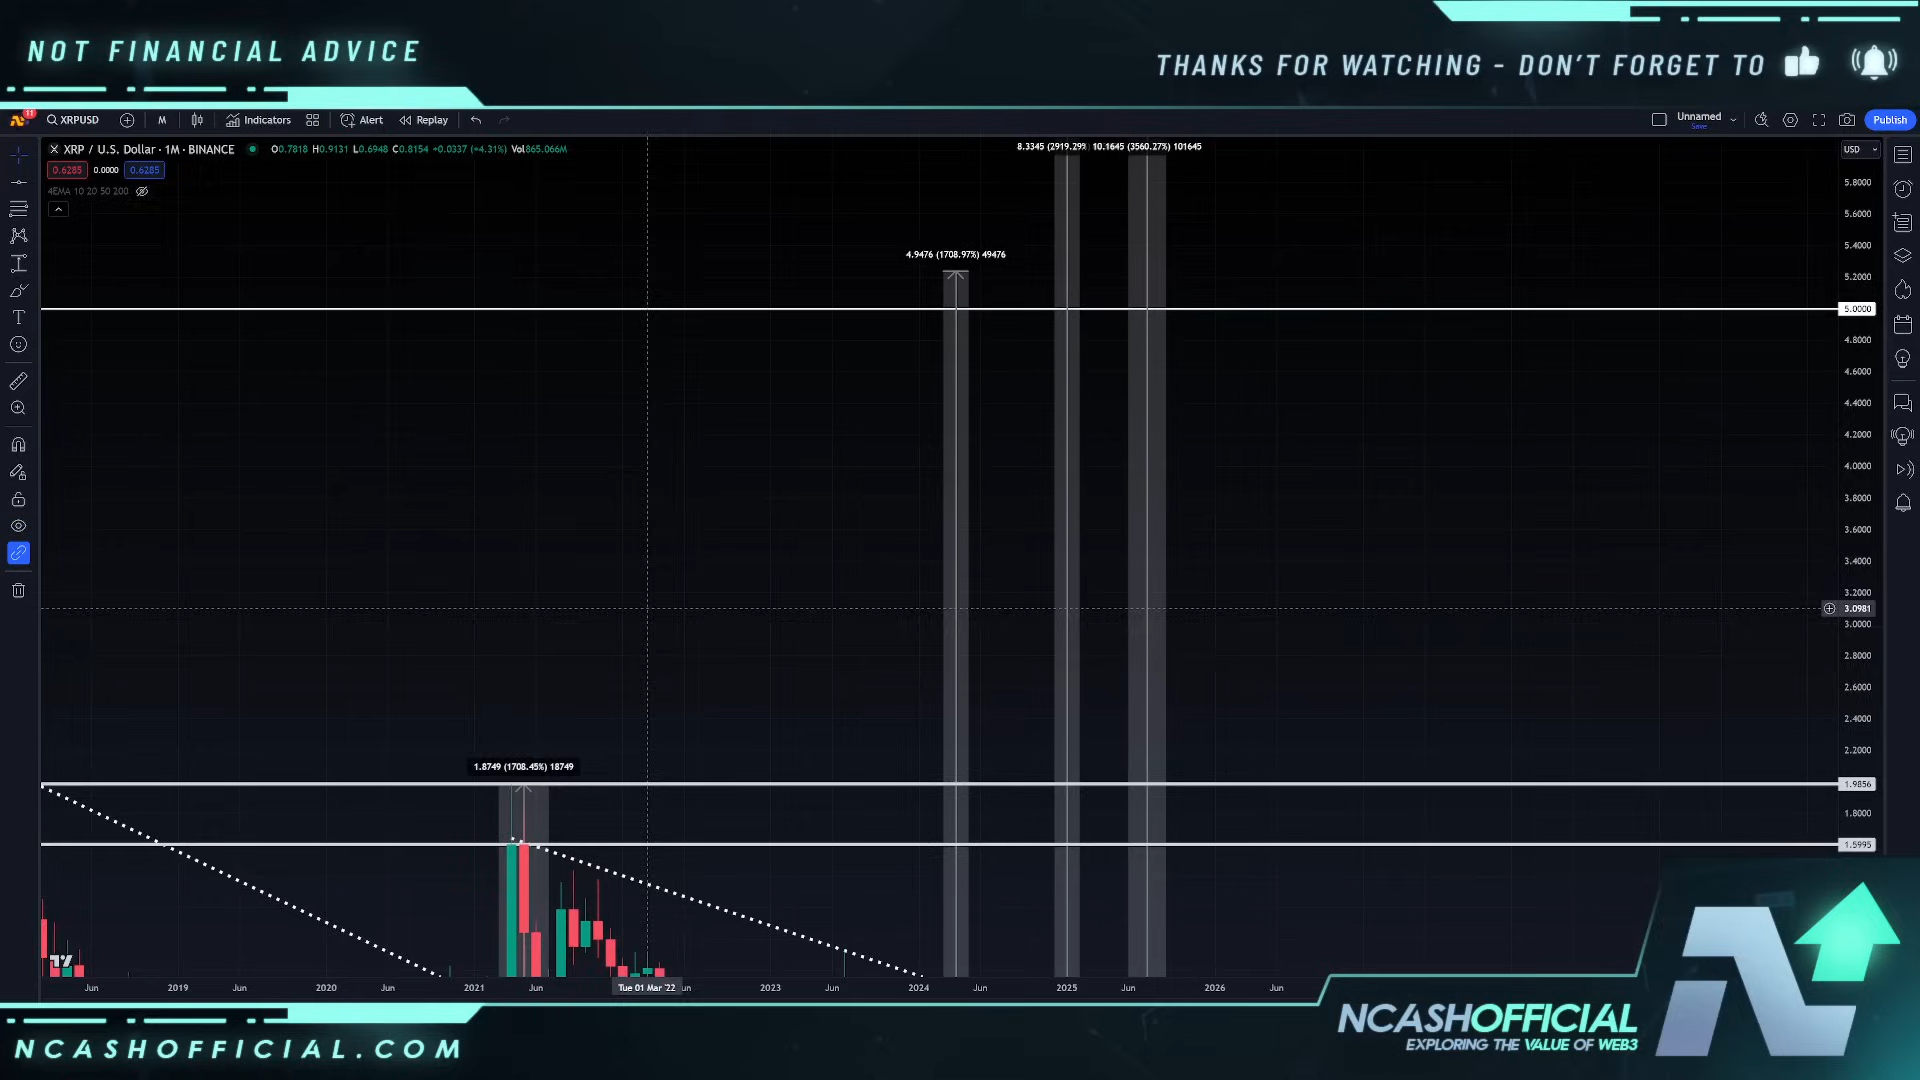 NOT FINANCIAL ADVICE
THANKS FOR WATCHING - DON'T FORGET TO
11
XRPUSD
M
Indicators
Alert
Replay
Unnamed
Save
Publish
XRP / U.S. Dollar · 1M · BINANCE
O0.7818 H0.9131 L0.6948 C0.8154 +0.0337 (+4.31%) Vol865.066M
0.6285 0.0000 0.6285
4EMA 10 20 50 200
8.3345 (2919.29%) 10.1645 (3560.27%) 101645
USD
4.9476 (1708.97%) 49476
1.8749 (1708.45%) 18749
5.8000
5.6000
5.4000
5.2000
5.0000
4.8000
4.6000
4.4000
4.2000
4.0000
3.8000
3.6000
3.4000
3.2000
3.0981
3.0000
2.8000
2.6000
2.4000
2.2000
1.9856
1.8000
1.5995
Jun 2019 Jun 2020 Jun 2021 Jun Tue 01 Mar '22 2023 Jun 2024 Jun 2025 Jun 2026 Jun
NCASHOFFICIAL
EXPLORING THE VALUE OF WEB3
NCASHOFFICIAL.COM